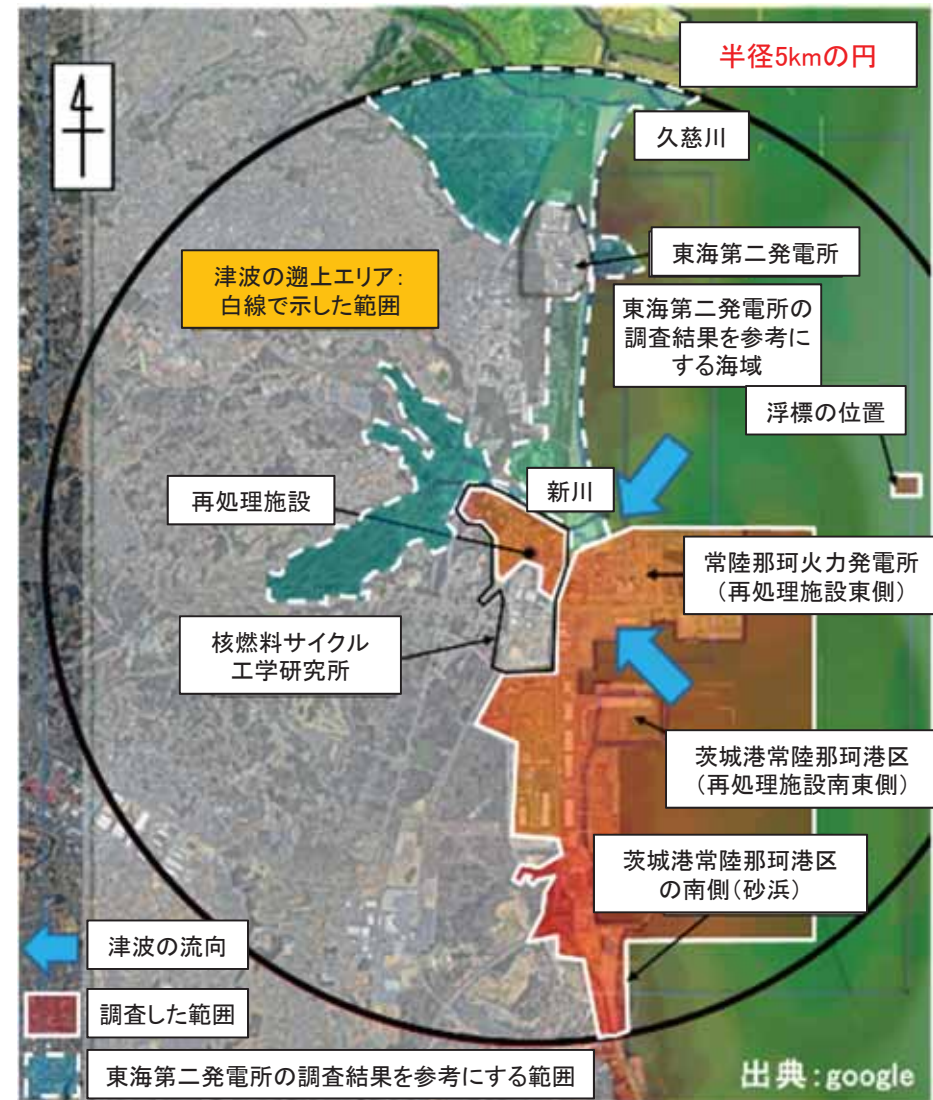 半径5kmの円
久慈川
東海第二発電所
津波の遡上エリア:
白線で示した範囲
東海第二発電所の
調査結果を参考に
する海域
浮標の位置
再処理施設
新川
常陸那珂火力発電所
(再処理施設東側)
核燃料サイクル
工学研究所
茨城港常陸那珂港区
(再処理施設南東側)
茨城港常陸那珂港区
の南側(砂浜)
津波の流向
調査した範囲
東海第二発電所の調査結果を参考にする範囲
出典:google